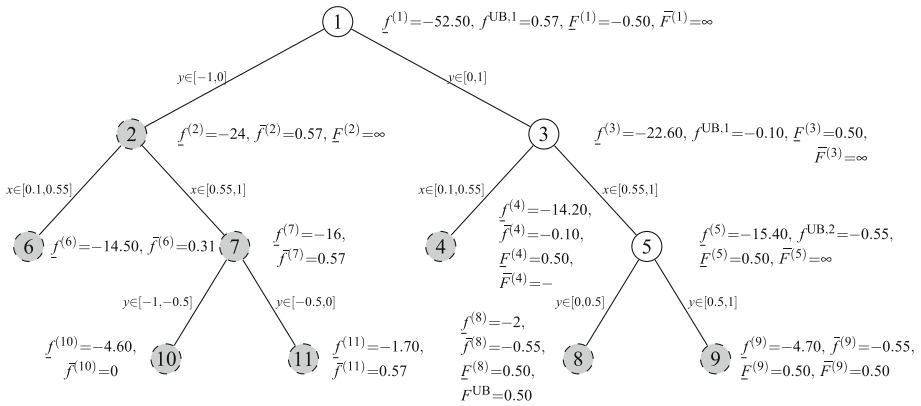 1
f̲⁽¹⁾=−52.50, f^UB,1=0.57, F̲⁽¹⁾=−0.50, F̅⁽¹⁾=∞
y∈[−1,0]
y∈[0,1]
2
f̲⁽²⁾=−24, f̅⁽²⁾=0.57, F̲⁽²⁾=∞
3
f̲⁽³⁾=−22.60, f^UB,1=−0.10, F̲⁽³⁾=0.50,
F̅⁽³⁾=∞
x∈[0.1,0.55]
x∈[0.55,1]
x∈[0.1,0.55]
x∈[0.55,1]
6
f̲⁽⁶⁾=−14.50, f̅⁽⁶⁾=0.31
7
f̲⁽⁷⁾=−16,
f̅⁽⁷⁾=0.57
4
f̲⁽⁴⁾=−14.20,
f̅⁽⁴⁾=−0.10,
F̲⁽⁴⁾=0.50,
F̅⁽⁴⁾=−
5
f̲⁽⁵⁾=−15.40, f^UB,2=−0.55,
F̲⁽⁵⁾=0.50, F̅⁽⁵⁾=∞
y∈[−1,−0.5]
y∈[−0.5,0]
y∈[0,0.5]
y∈[0.5,1]
f̲⁽¹⁰⁾=−4.60,
f̅⁽¹⁰⁾=0
10
11
f̲⁽¹¹⁾=−1.70,
f̅⁽¹¹⁾=0.57
f̲⁽⁸⁾=−2,
f̅⁽⁸⁾=−0.55,
F̲⁽⁸⁾=0.50,
F^UB=0.50
8
9
f̲⁽⁹⁾=−4.70, f̅⁽⁹⁾=−0.55,
F̲⁽⁹⁾=0.50, F̅⁽⁹⁾=0.50